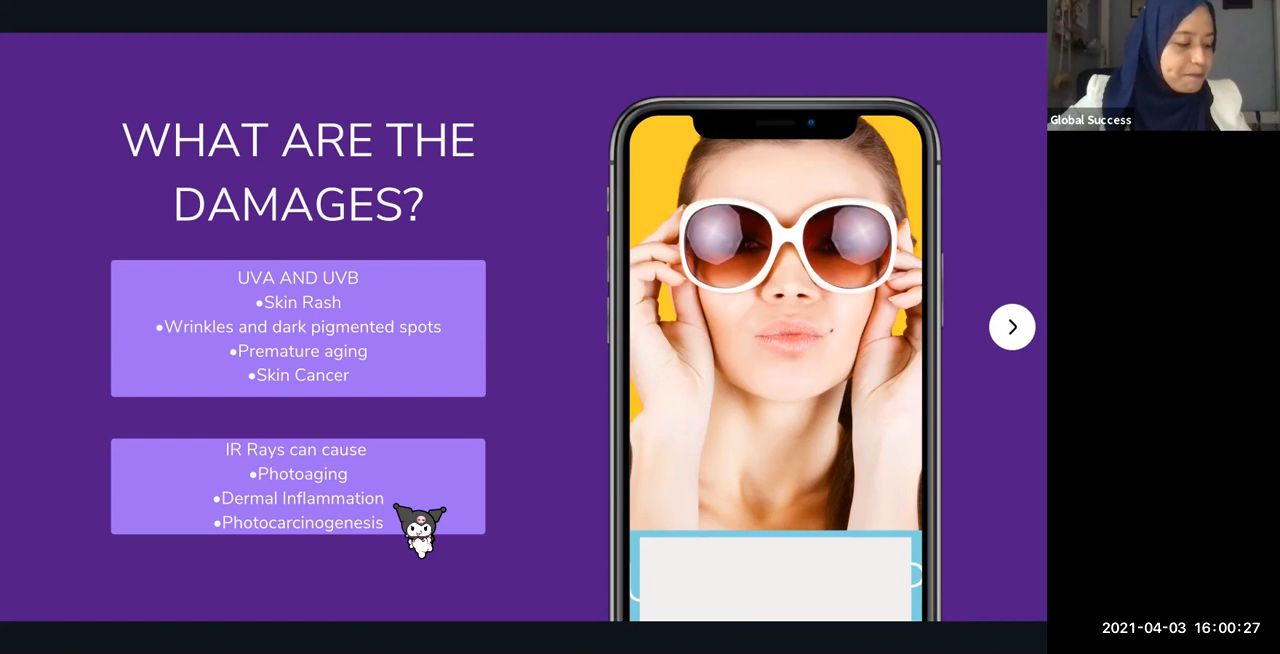 WHAT ARE THE
DAMAGES?
UVA AND UVB
•Skin Rash
•Wrinkles and dark pigmented spots
•Premature aging
•Skin Cancer
IR Rays can cause
•Photoaging
•Dermal Inflammation
•Photocarcinogenesis
Global Success
2021-04-03 16:00:27